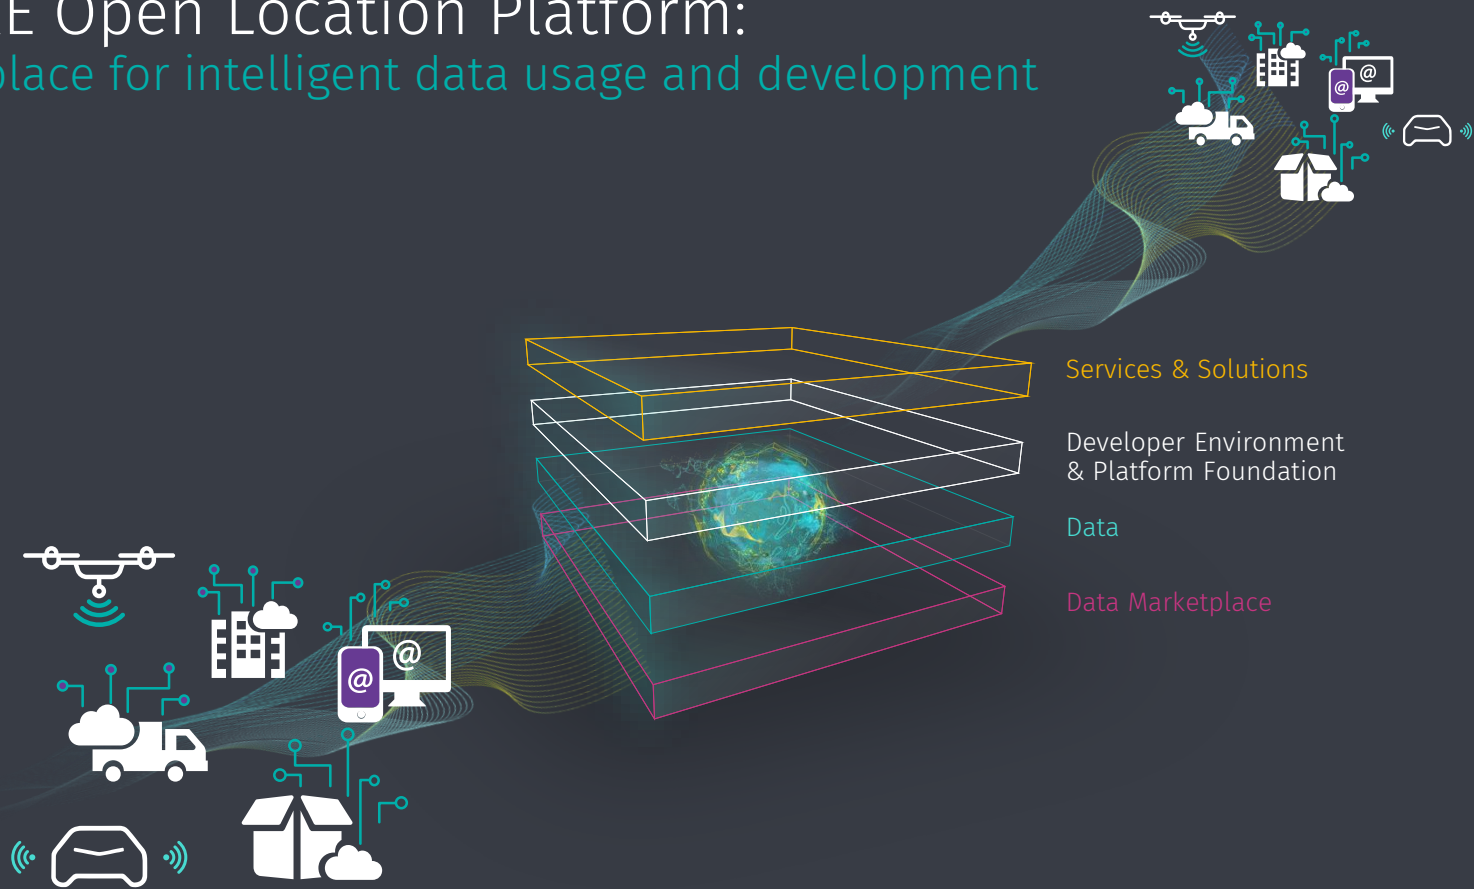 E Open Location Platform:
place for intelligent data usage and development
@
@
Services & Solutions
Developer Environment
& Platform Foundation
Data
Data Marketplace
@
@